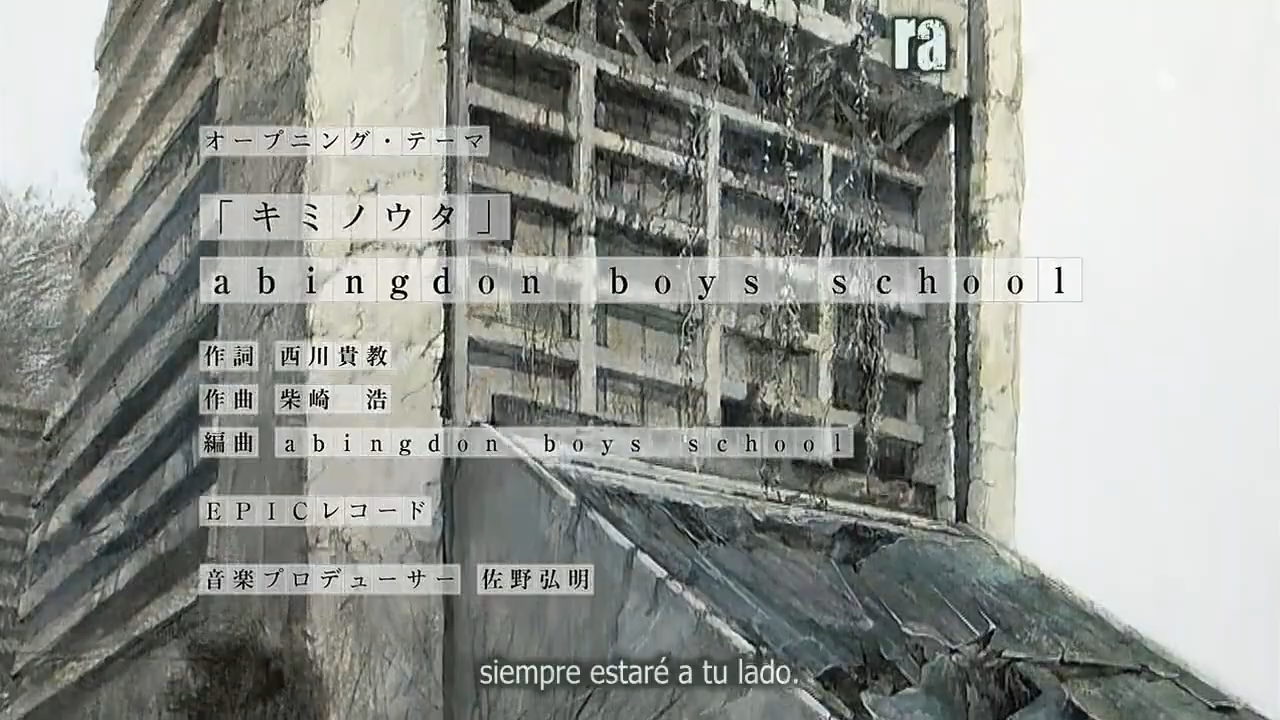 ra
オープニング・テーマ
「キミノウタ」
abingdon boys school
作詞 西川貴教
作曲 柴崎 浩
編曲 abingdon boys school
EPICレコード
音楽プロデューサー 佐野弘明
siempre estaré a tu lado.